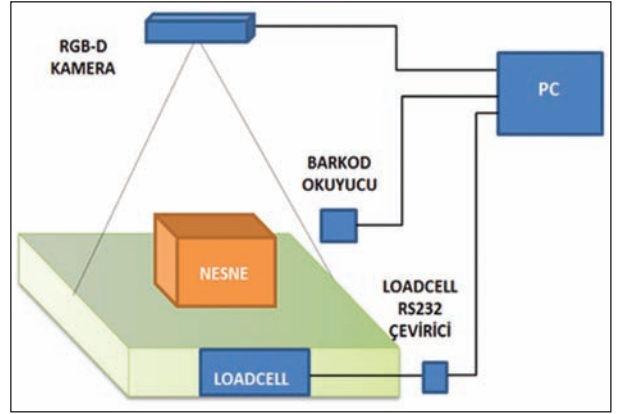 RGB-D
KAMERA
PC
BARKOD
OKUYUCU
NESNE
LOADCELL
RS232
ÇEVİRİCİ
LOADCELL